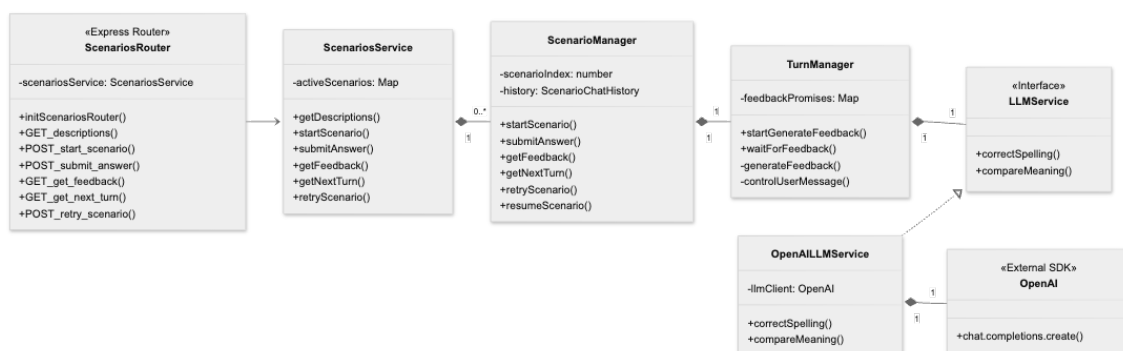 «Express Router»
ScenariosRouter
-scenariosService: ScenariosService
+initScenariosRouter()
+GET_descriptions()
+POST_start_scenario()
+POST_submit_answer()
+GET_get_feedback()
+GET_get_next_turn()
+POST_retry_scenario()
ScenariosService
-activeScenarios: Map
+getDescriptions()
+startScenario()
+submitAnswer()
+getFeedback()
+getNextTurn()
+retryScenario()
0..*
1
ScenarioManager
-scenarioIndex: number
-history: ScenarioChatHistory
+startScenario()
+submitAnswer()
+getFeedback()
+getNextTurn()
+retryScenario()
+resumeScenario()
1
1
TurnManager
-feedbackPromises: Map
+startGenerateFeedback()
+waitForFeedback()
-generateFeedback()
-controlUserMessage()
1
1
«Interface»
LLMService
+correctSpelling()
+compareMeaning()
OpenAILLMService
-llmClient: OpenAI
+correctSpelling()
+compareMeaning()
1
1
«External SDK»
OpenAI
+chat.completions.create()